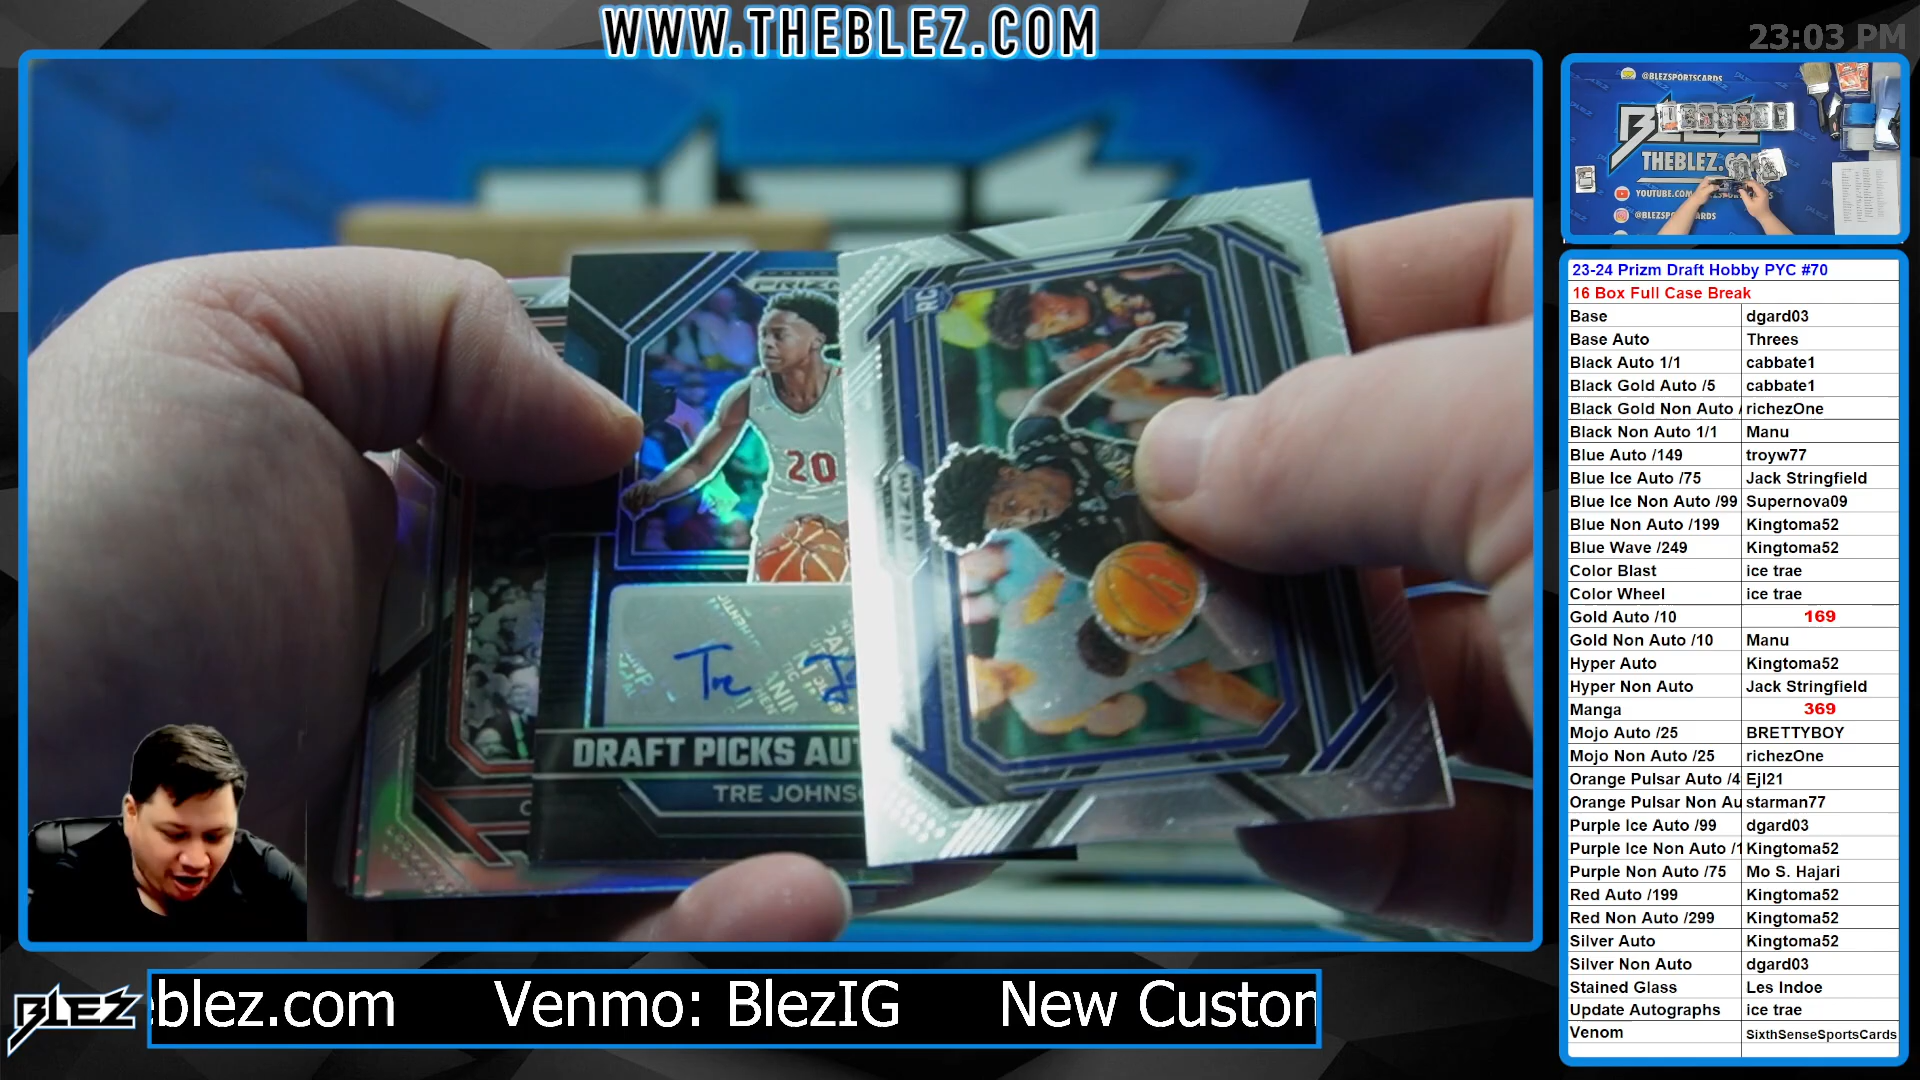 WWW.THEBLEZ.COM
23:03 PM
@BLEZSPORTSCARDS
THEBLEZ.CO
YOUTUBE.COM
@BLEZSP
CARDS
23-24 Prizm Draft Hobby PYC #70
16 Box Full Case Break
Base dgard03
Base Auto Threes
Black Auto 1/1 cabbate1
Black Gold Auto /5 cabbate1
Black Gold Non Auto / richezOne
Black Non Auto 1/1 Manu
Blue Auto /149 troyw77
Blue Ice Auto /75 Jack Stringfield
Blue Ice Non Auto /99 Supernova09
Blue Non Auto /199 Kingtoma52
Blue Wave /249 Kingtoma52
Color Blast ice trae
Color Wheel ice trae
Gold Auto /10 169
Gold Non Auto /10 Manu
Hyper Auto Kingtoma52
Hyper Non Auto Jack Stringfield
Manga 369
Mojo Auto /25 BRETTYBOY
Mojo Non Auto /25 richezOne
Orange Pulsar Auto /4 Ejl21
Orange Pulsar Non Au starman77
Purple Ice Auto /99 dgard03
Purple Ice Non Auto /1 Kingtoma52
Purple Non Auto /75 Mo S. Hajari
Red Auto /199 Kingtoma52
Red Non Auto /299 Kingtoma52
Silver Auto Kingtoma52
Silver Non Auto dgard03
Stained Glass Les Indoe
Update Autographs ice trae
Venom SixthSenseSportsCards
PRIZM
RC
20
PRIZM
Tre J
DRAFT PICKS AUT
TRE JOHNS
BLEZ
blez.com Venmo: BlezIG New Custom